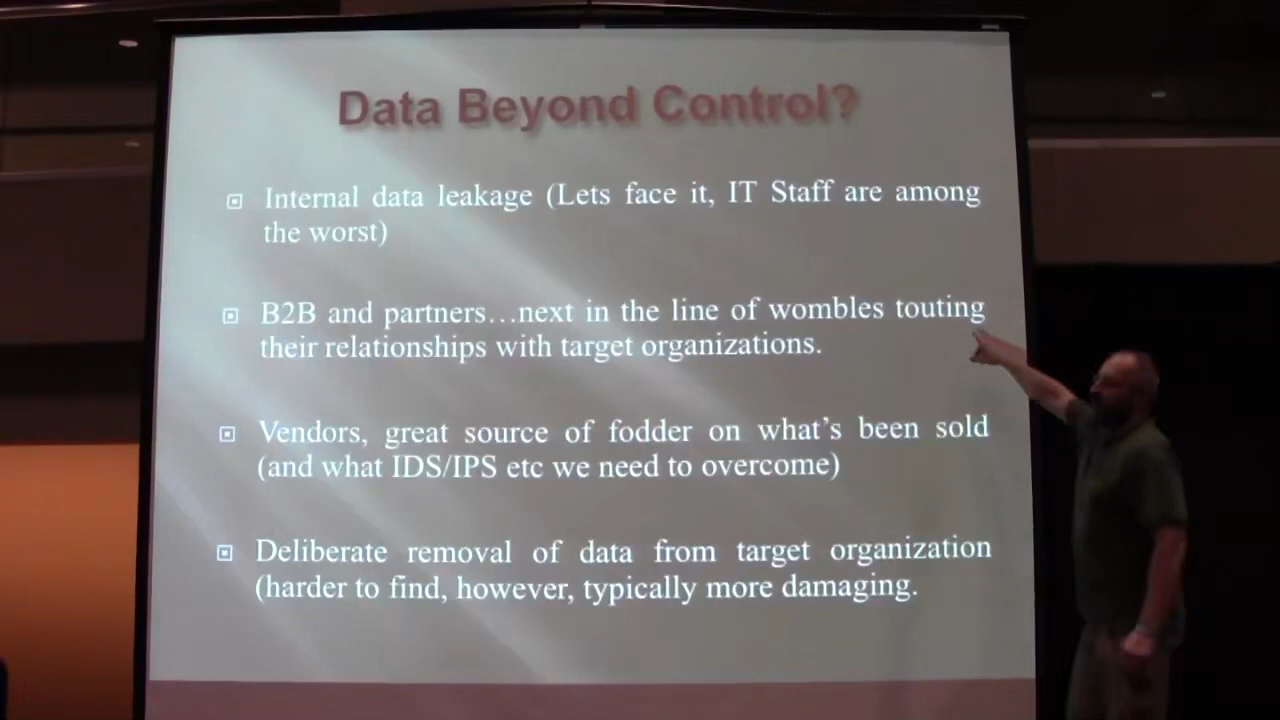 Data Beyond Control?
Internal data leakage (Lets face it, IT Staff are among
the worst)
B2B and partners…next in the line of wombles touting
their relationships with target organizations.
Vendors, great source of fodder on what's been sold
(and what IDS/IPS etc we need to overcome)
Deliberate removal of data from target organization
(harder to find, however, typically more damaging.